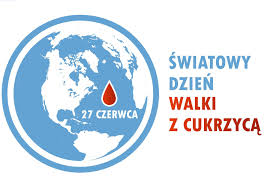 27 CZERWCA
ŚWIATOWY
DZIEŃ
WALKI
Z CUKRZYCĄ